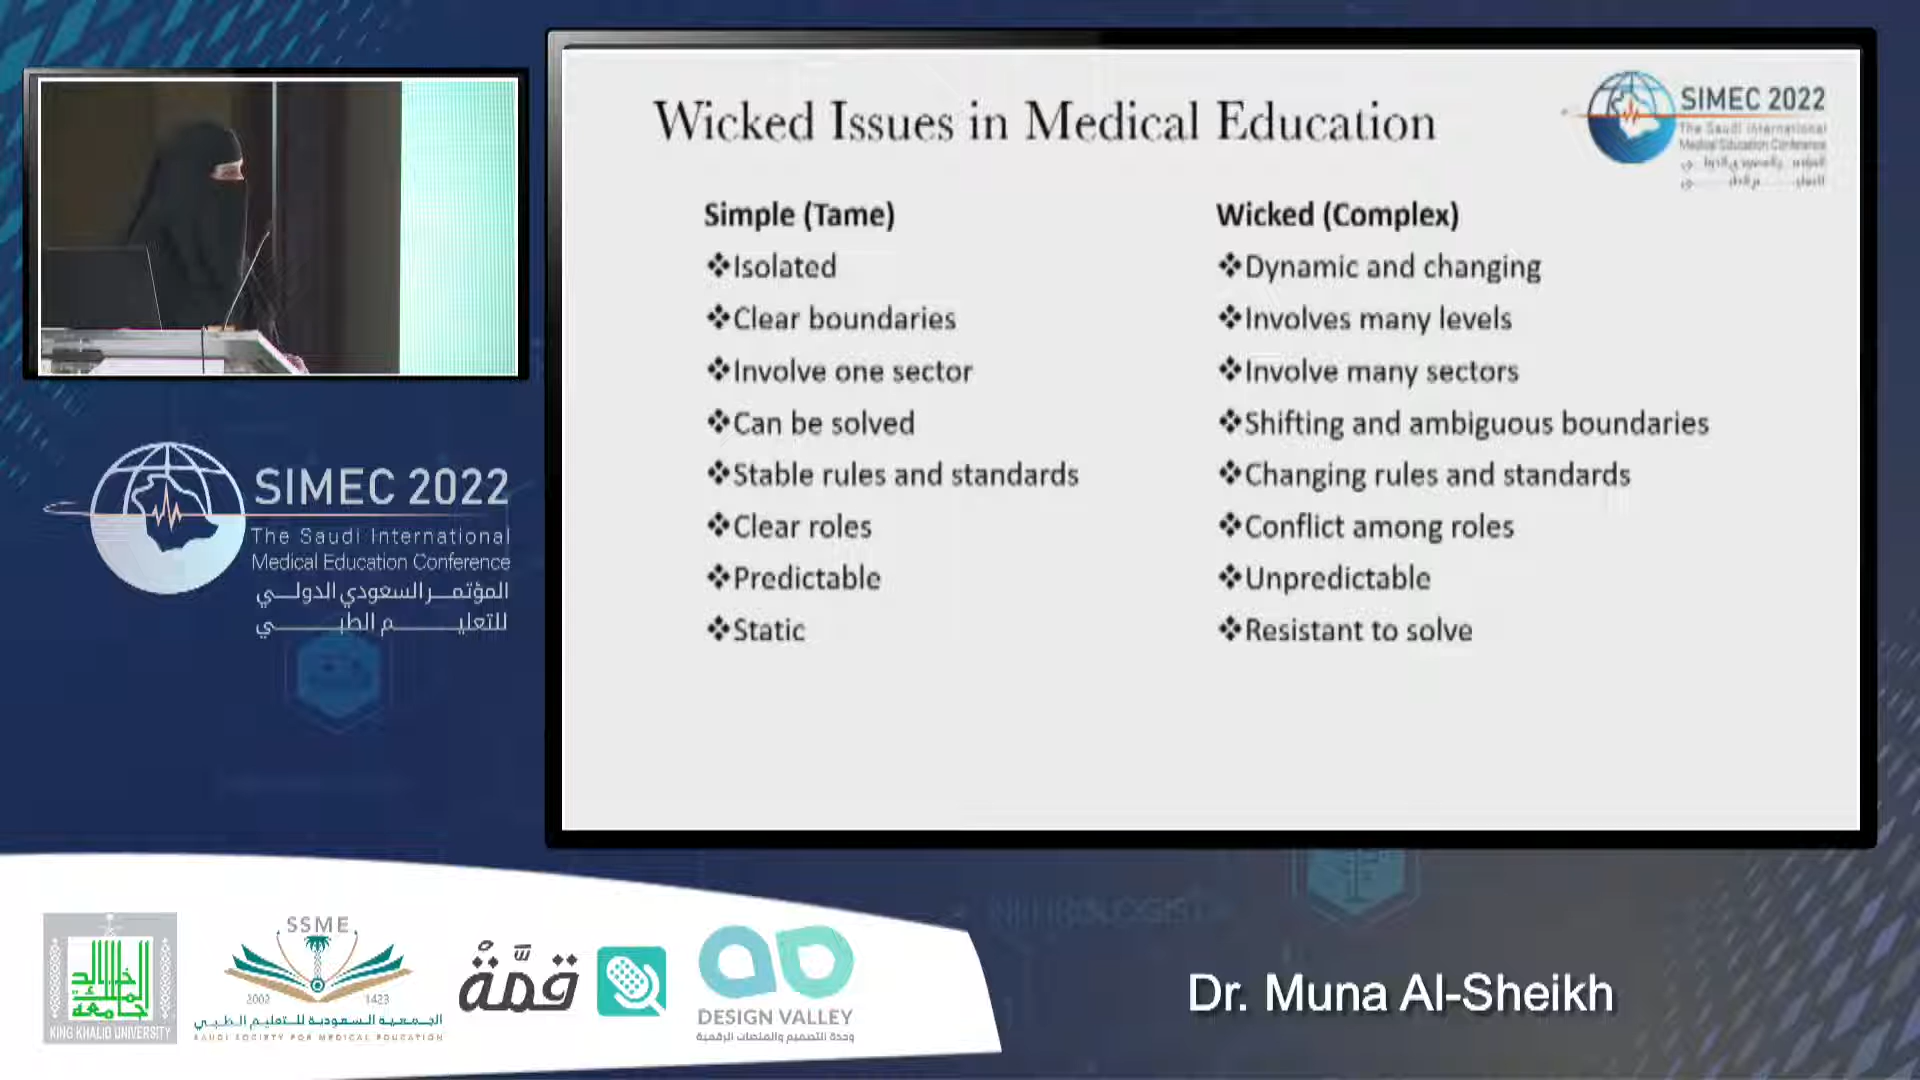 Wicked Issues in Medical Education
SIMEC 2022
The Saudi International
Medical Education Conference
Simple (Tame)
❖Isolated
❖Clear boundaries
❖Involve one sector
❖Can be solved
❖Stable rules and standards
❖Clear roles
❖Predictable
❖Static
Wicked (Complex)
❖Dynamic and changing
❖Involves many levels
❖Involve many sectors
❖Shifting and ambiguous boundaries
❖Changing rules and standards
❖Conflict among roles
❖Unpredictable
❖Resistant to solve
SIMEC 2022
The Saudi International
Medical Education Conference
المؤتمر السعودي الدولي
للتعليم الطبي
جامعة الملك خالد
KING KHALID UNIVERSITY
SSME
2002 1423
الجمعية السعودية للتعليم الطبي
SAUDI SOCIETY FOR MEDICAL EDUCATION
قمَّةْ
DESIGN VALLEY
وحدة التصميم والمنصات الرقمية
Dr. Muna Al-Sheikh